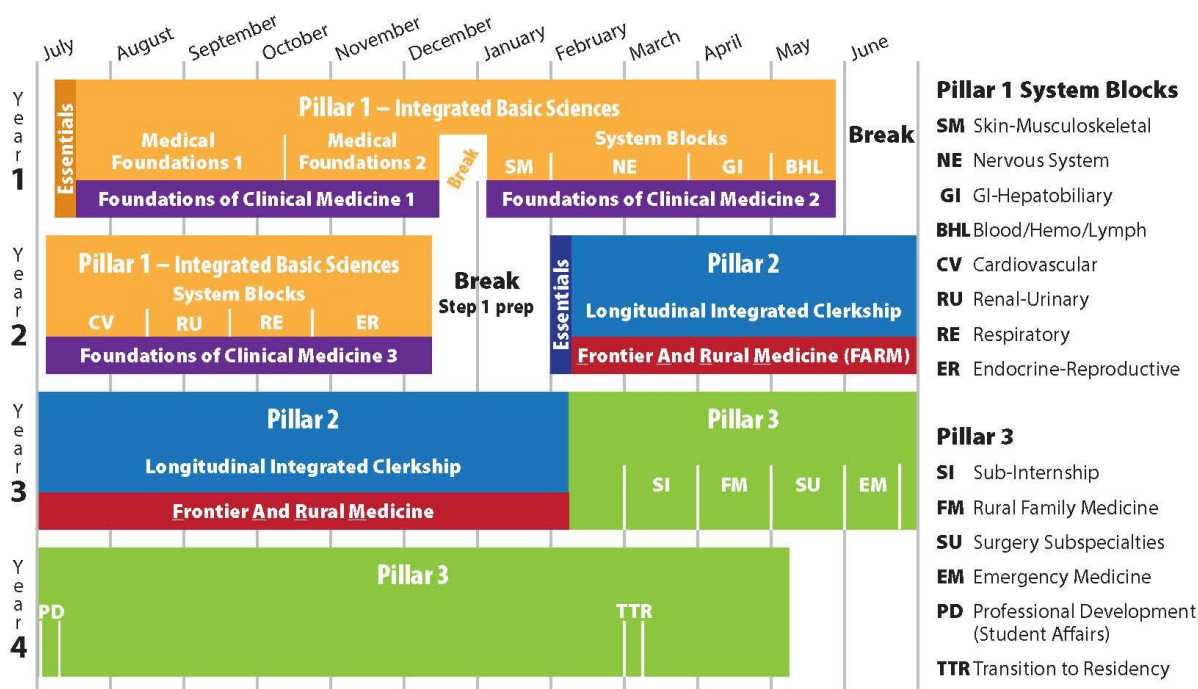 July August September October November December January February March April May June
Year 1
Essentials
Pillar 1 – Integrated Basic Sciences
Medical Foundations 1
Medical Foundations 2
Break
System Blocks
SM NE GI BHL
Foundations of Clinical Medicine 1
Foundations of Clinical Medicine 2
Break
Year 2
Pillar 1 – Integrated Basic Sciences
System Blocks
CV RU RE ER
Foundations of Clinical Medicine 3
Break
Step 1 prep
Essentials
Pillar 2
Longitudinal Integrated Clerkship
Frontier And Rural Medicine (FARM)
Year 3
Pillar 2
Longitudinal Integrated Clerkship
Frontier And Rural Medicine
Pillar 3
SI FM SU EM
Year 4
Pillar 3
PD
TTR
Pillar 1 System Blocks
SM Skin-Musculoskeletal
NE Nervous System
GI GI-Hepatobiliary
BHL Blood/Hemo/Lymph
CV Cardiovascular
RU Renal-Urinary
RE Respiratory
ER Endocrine-Reproductive
Pillar 3
SI Sub-Internship
FM Rural Family Medicine
SU Surgery Subspecialties
EM Emergency Medicine
PD Professional Development
(Student Affairs)
TTR Transition to Residency